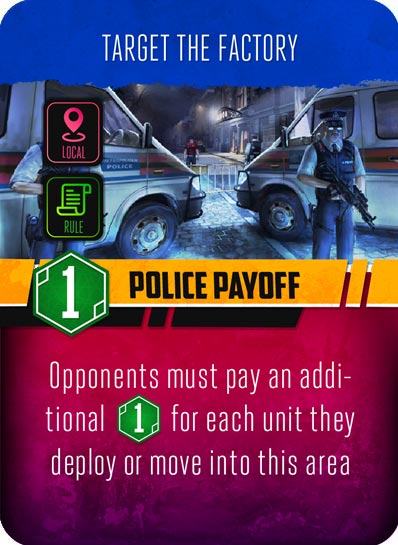 TARGET THE FACTORY
LOCAL
POLICE
RULE
1 POLICE PAYOFF
Opponents must pay an addi-
tional 1 for each unit they
deploy or move into this area